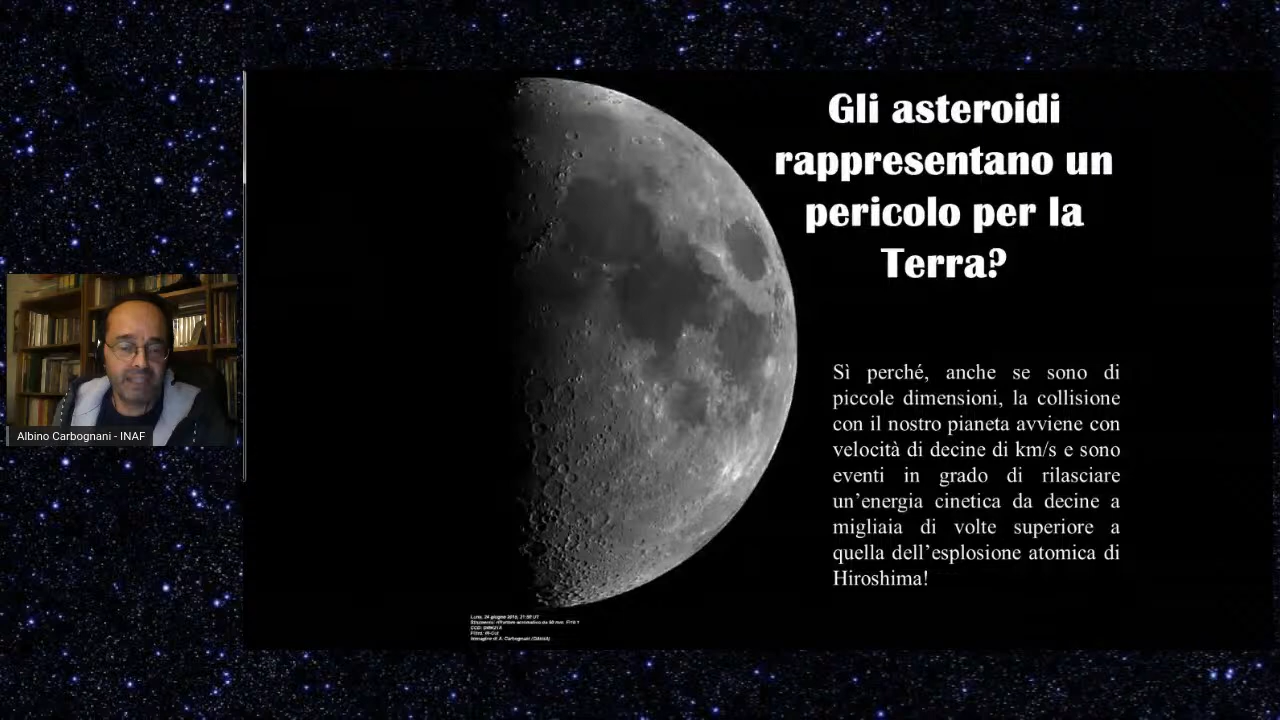 Gli asteroidi
rappresentano un
pericolo per la
Terra?
Sì perché, anche se sono di
piccole dimensioni, la collisione
con il nostro pianeta avviene con
velocità di decine di km/s e sono
eventi in grado di rilasciare
un'energia cinetica da decine a
migliaia di volte superiore a
quella dell'esplosione atomica di
Hiroshima!
Albino Carbognani - INAF